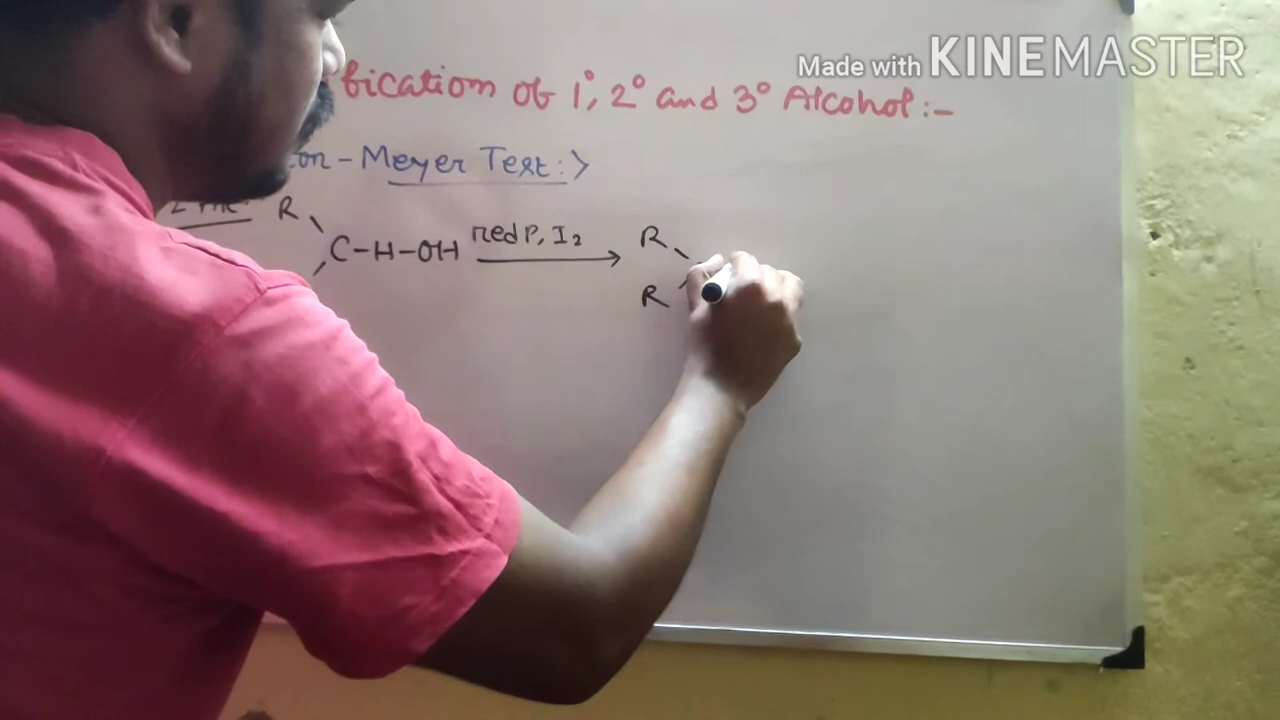 Made with KINEMASTER
fication of 1°, 2° and 3° Alcohol:-
on-Meyer Test:>
R
C-H-OH red P, I2 R
R